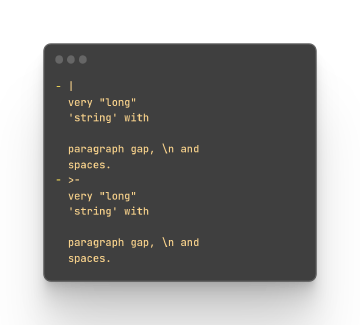 - |
  very "long"
  'string' with

  paragraph gap, \n and
  spaces.
- >-
  very "long"
  'string' with

  paragraph gap, \n and
  spaces.